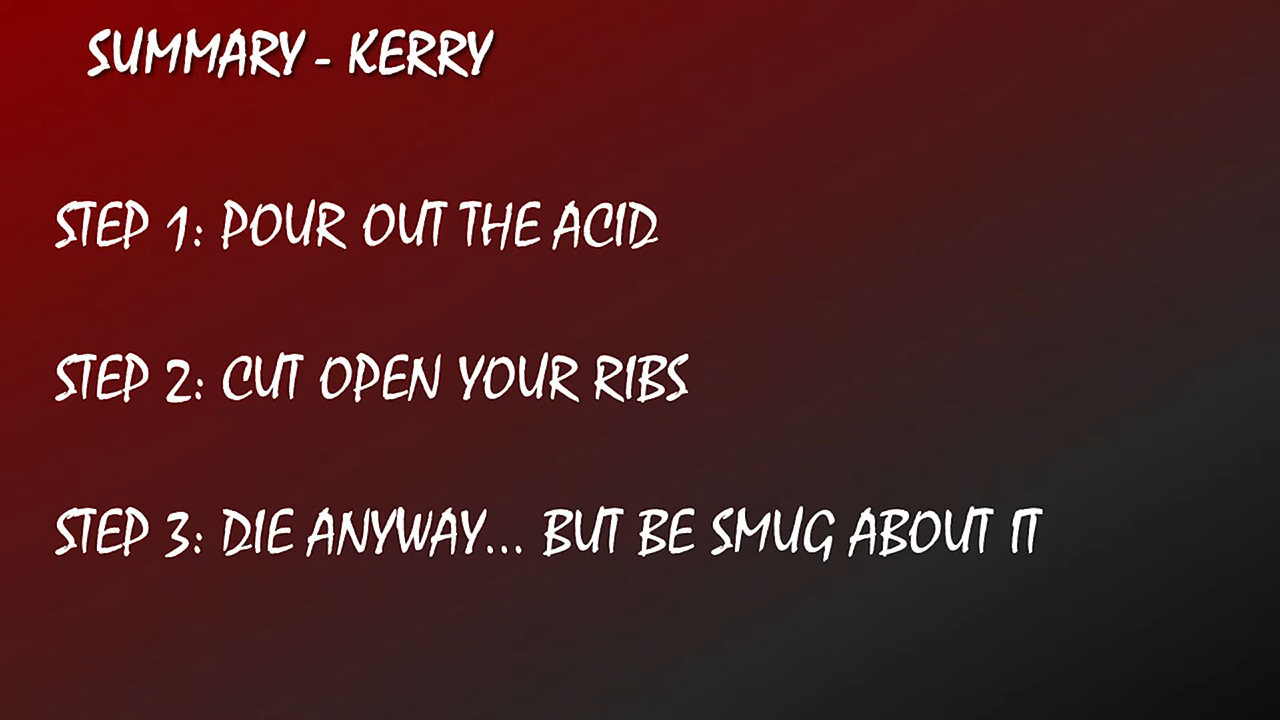 SUMMARY - KERRY
STEP 1: POUR OUT THE ACID
STEP 2: CUT OPEN YOUR RIBS
STEP 3: DIE ANYWAY... BUT BE SMUG ABOUT IT